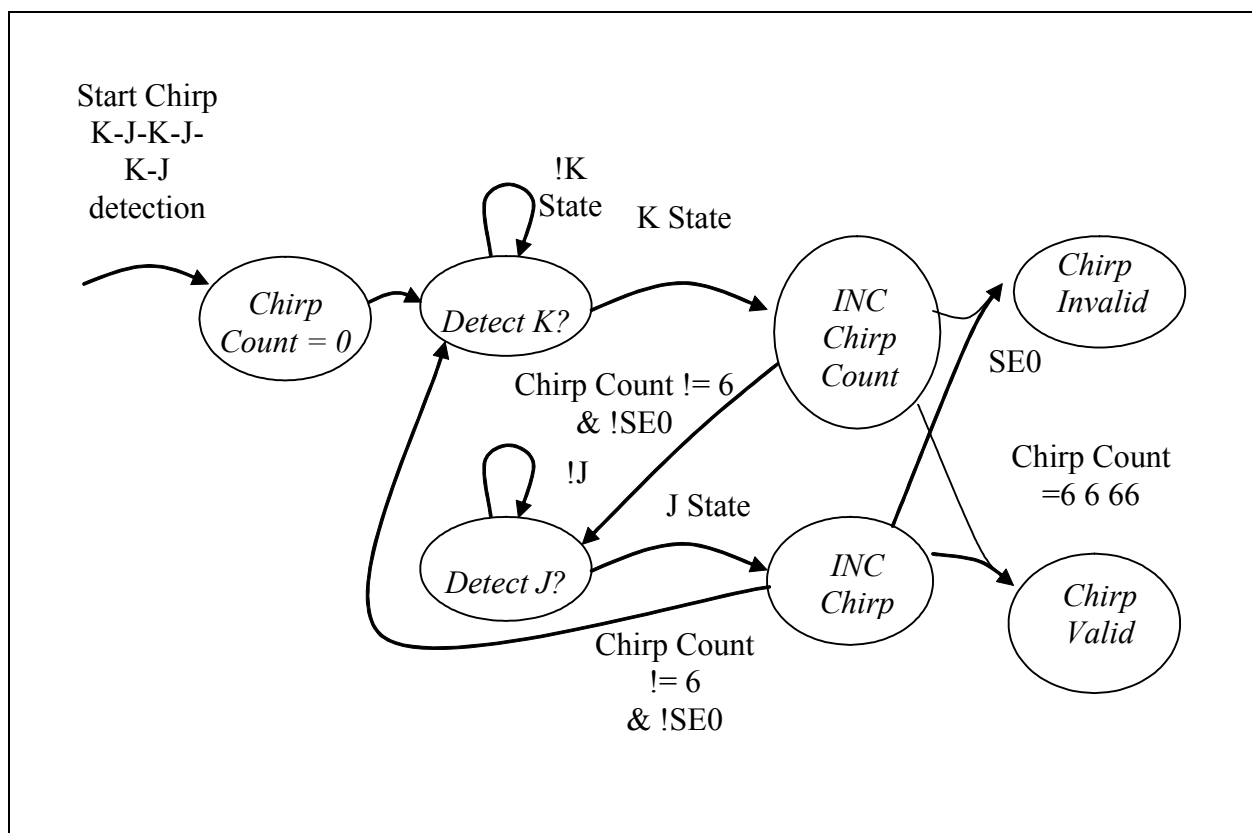 Start Chirp
K-J-K-J-
K-J
detection
!K
State
K State
Chirp
Count = 0
Detect K?
INC
Chirp
Count
Chirp
Invalid
SE0
Chirp Count != 6
& !SE0
!J
J State
Chirp Count
=6 6 66
Detect J?
INC
Chirp
Chirp
Valid
Chirp Count
!= 6
& !SE0